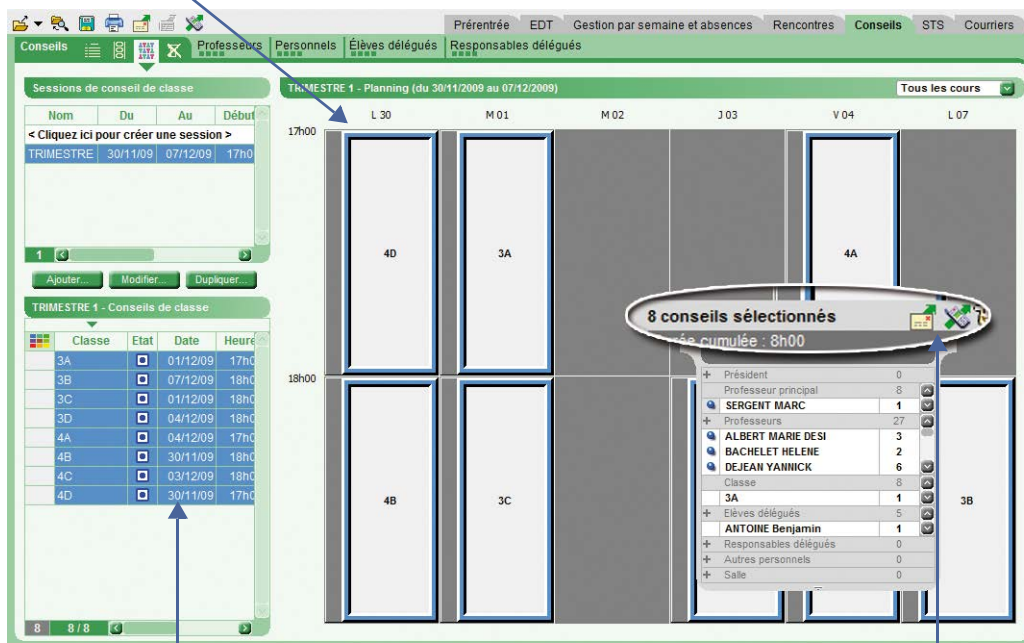 Prérentrée EDT Gestion par semaine et absences Rencontres Conseils STS Courriers
Conseils Professeurs Personnels Élèves délégués Responsables délégués
Sessions de conseil de classe
Nom Du Au Début
< Cliquez ici pour créer une session >
TRIMESTRE 30/11/09 07/12/09 17h0
1
Ajouter... Modifier... Dupliquer...
TRIMESTRE 1 - Conseils de classe
Classe Etat Date Heure
3A 01/12/09 17h0
3B 07/12/09 18h0
3C 01/12/09 18h0
3D 04/12/09 18h0
4A 04/12/09 17h0
4B 30/11/09 18h0
4C 03/12/09 18h0
4D 30/11/09 17h0
8 8 / 8
TRIMESTRE 1 - Planning (du 30/11/2009 au 07/12/2009) Tous les cours
L 30 M 01 M 02 J 03 V 04 L 07
17h00
4D 3A 4A
18h00
4B 3C 3B
8 conseils sélectionnés
cumulée : 8h00
+ Président 0
Professeur principal 8
SERGENT MARC 1
+ Professeurs 27
ALBERT MARIE DESI 3
BACHELET HELENE 2
DEJEAN YANNICK 6
Classe 8
3A 1
+ Elèves délégués 5
ANTOINE Benjamin 1
+ Responsables délégués 0
+ Autres personnels 0
+ Salle 0